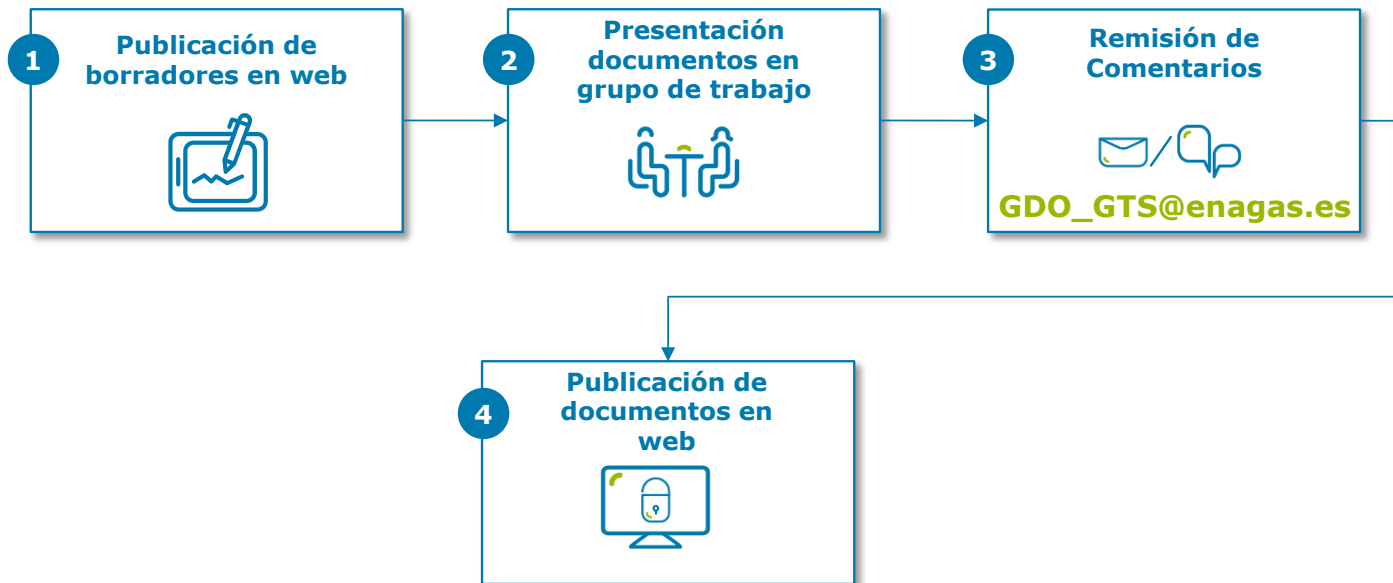 1
Publicación de
borradores en web
2
Presentación
documentos en
grupo de trabajo
3
Remisión de
Comentarios
GDO_GTS@enagas.es
4
Publicación de
documentos en
web